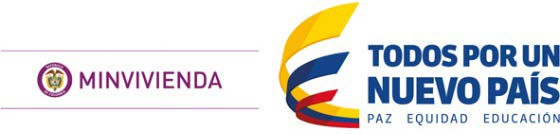 MINVIVIENDA
TODOS POR UN
NUEVO PAÍS
PAZ EQUIDAD EDUCACIÓN